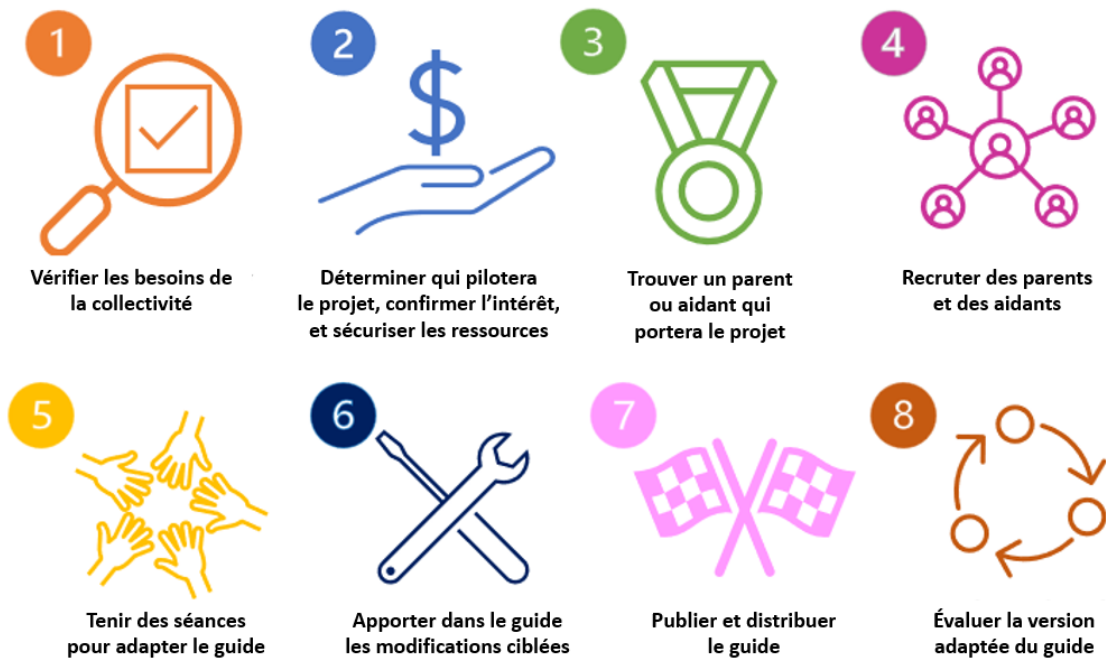 1
Vérifier les besoins de
la collectivité
2
$
Déterminer qui pilotera
le projet, confirmer l’intérêt,
et sécuriser les ressources
3
Trouver un parent
ou aidant qui
portera le projet
4
Recruter des parents
et des aidants
5
Tenir des séances
pour adapter le guide
6
Apporter dans le guide
les modifications ciblées
7
Publier et distribuer
le guide
8
Évaluer la version
adaptée du guide